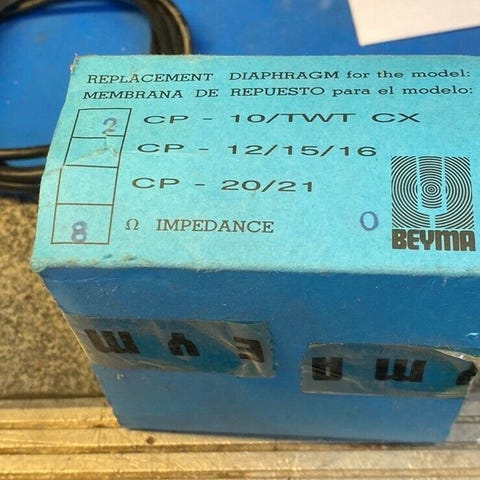 REPLACEMENT DIAPHRAGM for the model:
MEMBRANA DE REPUESTO para el modelo:
2 CP - 10/TWT CX
CP - 12/15/16
CP - 20/21
8 Ω IMPEDANCE O
BEYMA
E Y M
M A
Y M